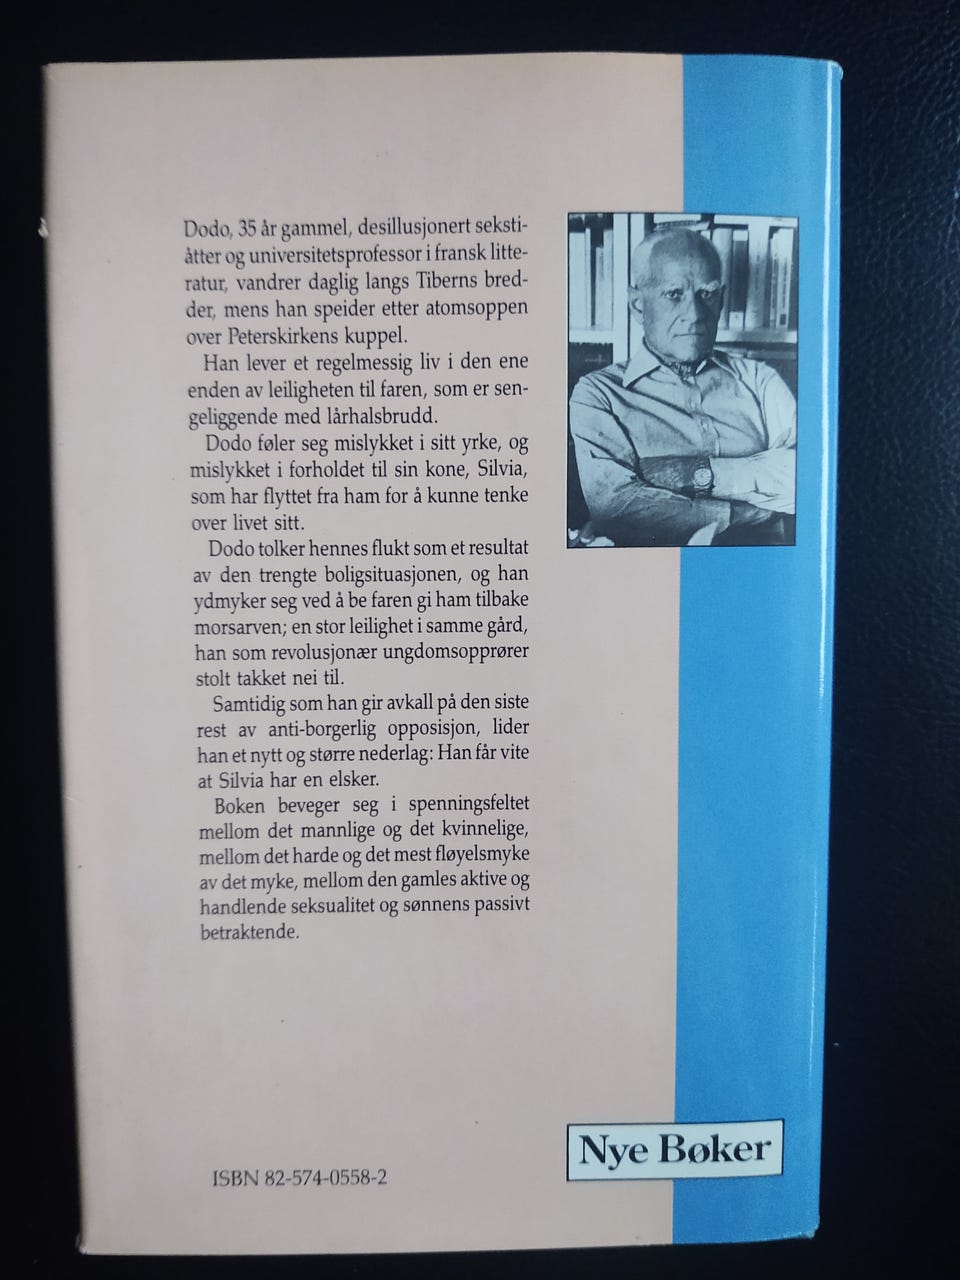 Dodo, 35 år gammel, desillusjonert seksti-
åtter og universitetsprofessor i fransk litte-
ratur, vandrer daglig langs Tiberns bred-
der, mens han speider etter atomsoppen
over Peterskirkens kuppel.
Han lever et regelmessig liv i den ene
enden av leiligheten til faren, som er sen-
geliggende med lårhalsbrudd.
Dodo føler seg mislykket i sitt yrke, og
mislykket i forholdet til sin kone, Silvia,
som har flyttet fra ham for å kunne tenke
over livet sitt.
Dodo tolker hennes flukt som et resultat
av den trengte boligsituasjonen, og han
ydmyker seg ved å be faren gi ham tilbake
morsarven; en stor leilighet i samme gård,
han som revolusjonær ungdomsopprører
stolt takket nei til.
Samtidig som han gir avkall på den siste
rest av anti-borgerlig opposisjon, lider
han et nytt og større nederlag: Han får vite
at Silvia har en elsker.
Boken beveger seg i spenningsfeltet
mellom det mannlige og det kvinnelige,
mellom det harde og det mest fløyelsmyke
av det myke, mellom den gamles aktive og
handlende seksualitet og sønnens passivt
betraktende.
Nye Bøker
ISBN 82-574-0558-2